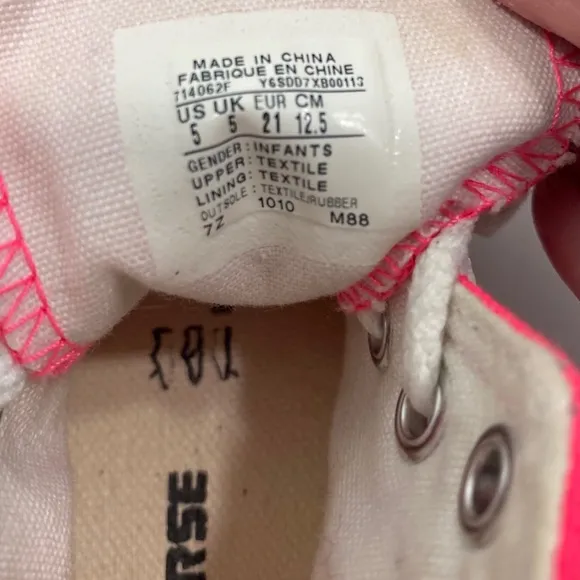 MADE IN CHINA
FABRIQUE EN CHINE
714062F Y6SDD7XB00113
US UK EUR CM
5 5 21 12.5
GENDER : INFANTS
UPPER : TEXTILE
LINING : TEXTILE
OUTSOLE : TEXTILE/RUBBER
7Z 1010 M88
RSE